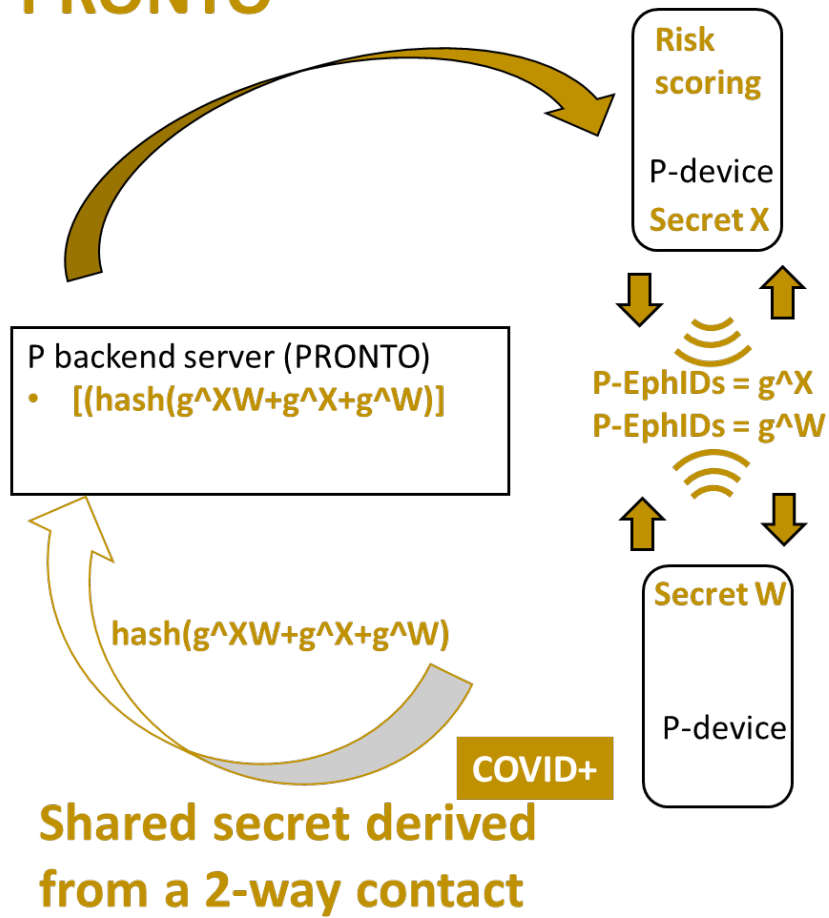 PRONTO
Risk
scoring
P-device
Secret X
P backend server (PRONTO)
• [(hash(g^XW+g^X+g^W)]
P-EphIDs = g^X
P-EphIDs = g^W
hash(g^XW+g^X+g^W)
Secret W
P-device
COVID+
Shared secret derived
from a 2-way contact